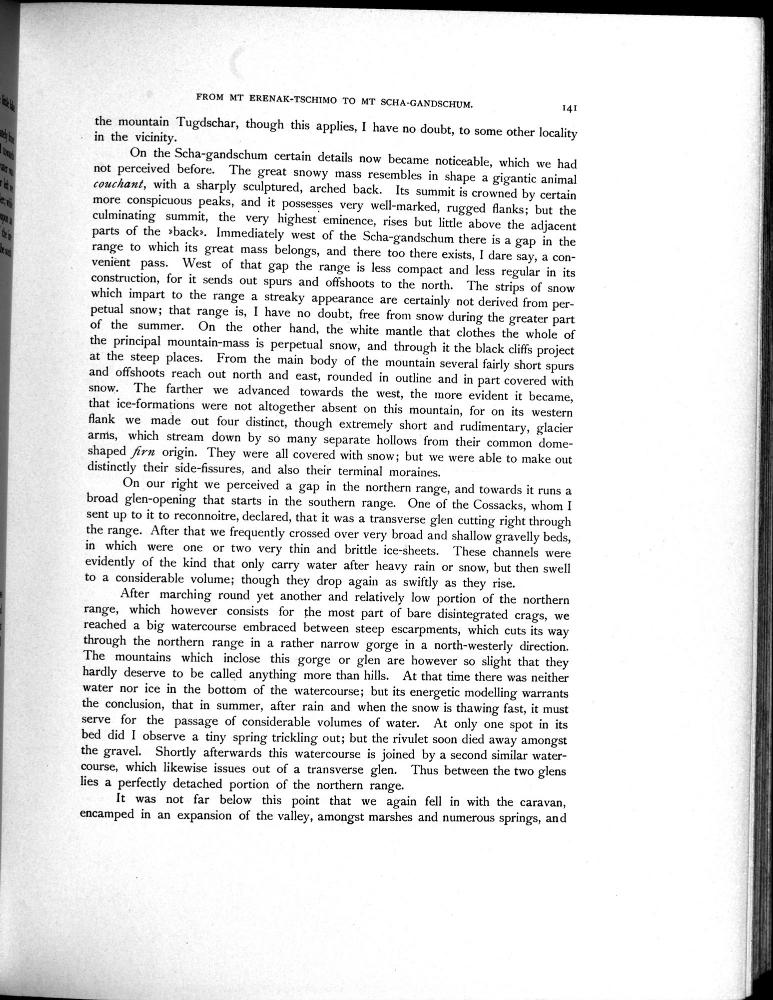 FROM MT ERENAK-TSCHIMO TO MT SCHA-GANDSCHUM.
141
the mountain Tugdschar, though this applies, I have no doubt, to some other locality
in the vicinity.
On the Scha-gandschum certain details now became noticeable, which we had
not perceived before. The great snowy mass resembles in shape a gigantic animal
couchant, with a sharply sculptured, arched back. Its summit is crowned by certain
more conspicuous peaks, and it possesses very well-marked, rugged flanks; but the
culminating summit, the very highest eminence, rises but little above the adjacent
parts of the »back». Immediately west of the Scha-gandschum there is a gap in the
range to which its great mass belongs, and there too there exists, I dare say, a con-
venient pass. West of that gap the range is less compact and less regular in its
construction, for it sends out spurs and offshoots to the north. The strips of snow
which impart to the range a streaky appearance are certainly not derived from per-
petual snow; that range is, I have no doubt, free from snow during the greater part
of the summer. On the other hand, the white mantle that clothes the whole of
the principal mountain-mass is perpetual snow, and through it the black cliffs project
at the steep places. From the main body of the mountain several fairly short spurs
and offshoots reach out north and east, rounded in outline and in part covered with
snow. The farther we advanced towards the west, the more evident it became,
that ice-formations were not altogether absent on this mountain, for on its western
flank we made out four distinct, though extremely short and rudimentary, glacier
arms, which stream down by so many separate hollows from their common dome-
shaped firn origin. They were all covered with snow; but we were able to make out
distinctly their side-fissures, and also their terminal moraines.
On our right we perceived a gap in the northern range, and towards it runs a
broad glen-opening that starts in the southern range. One of the Cossacks, whom I
sent up to it to reconnoitre, declared, that it was a transverse glen cutting right through
the range. After that we frequently crossed over very broad and shallow gravelly beds,
in which were one or two very thin and brittle ice-sheets. These channels were
evidently of the kind that only carry water after heavy rain or snow, but then swell
to a considerable volume; though they drop again as swiftly as they rise.
After marching round yet another and relatively low portion of the northern
range, which however consists for the most part of bare disintegrated crags, we
reached a big watercourse embraced between steep escarpments, which cuts its way
through the northern range in a rather narrow gorge in a north-westerly direction.
The mountains which inclose this gorge or glen are however so slight that they
hardly deserve to be called anything more than hills. At that time there was neither
water nor ice in the bottom of the watercourse; but its energetic modelling warrants
the conclusion, that in summer, after rain and when the snow is thawing fast, it must
serve for the passage of considerable volumes of water. At only one spot in its
bed did I observe a tiny spring trickling out; but the rivulet soon died away amongst
the gravel. Shortly afterwards this watercourse is joined by a second similar water-
course, which likewise issues out of a transverse glen. Thus between the two glens
lies a perfectly detached portion of the northern range.
It was not far below this point that we again fell in with the caravan,
encamped in an expansion of the valley, amongst marshes and numerous springs, and